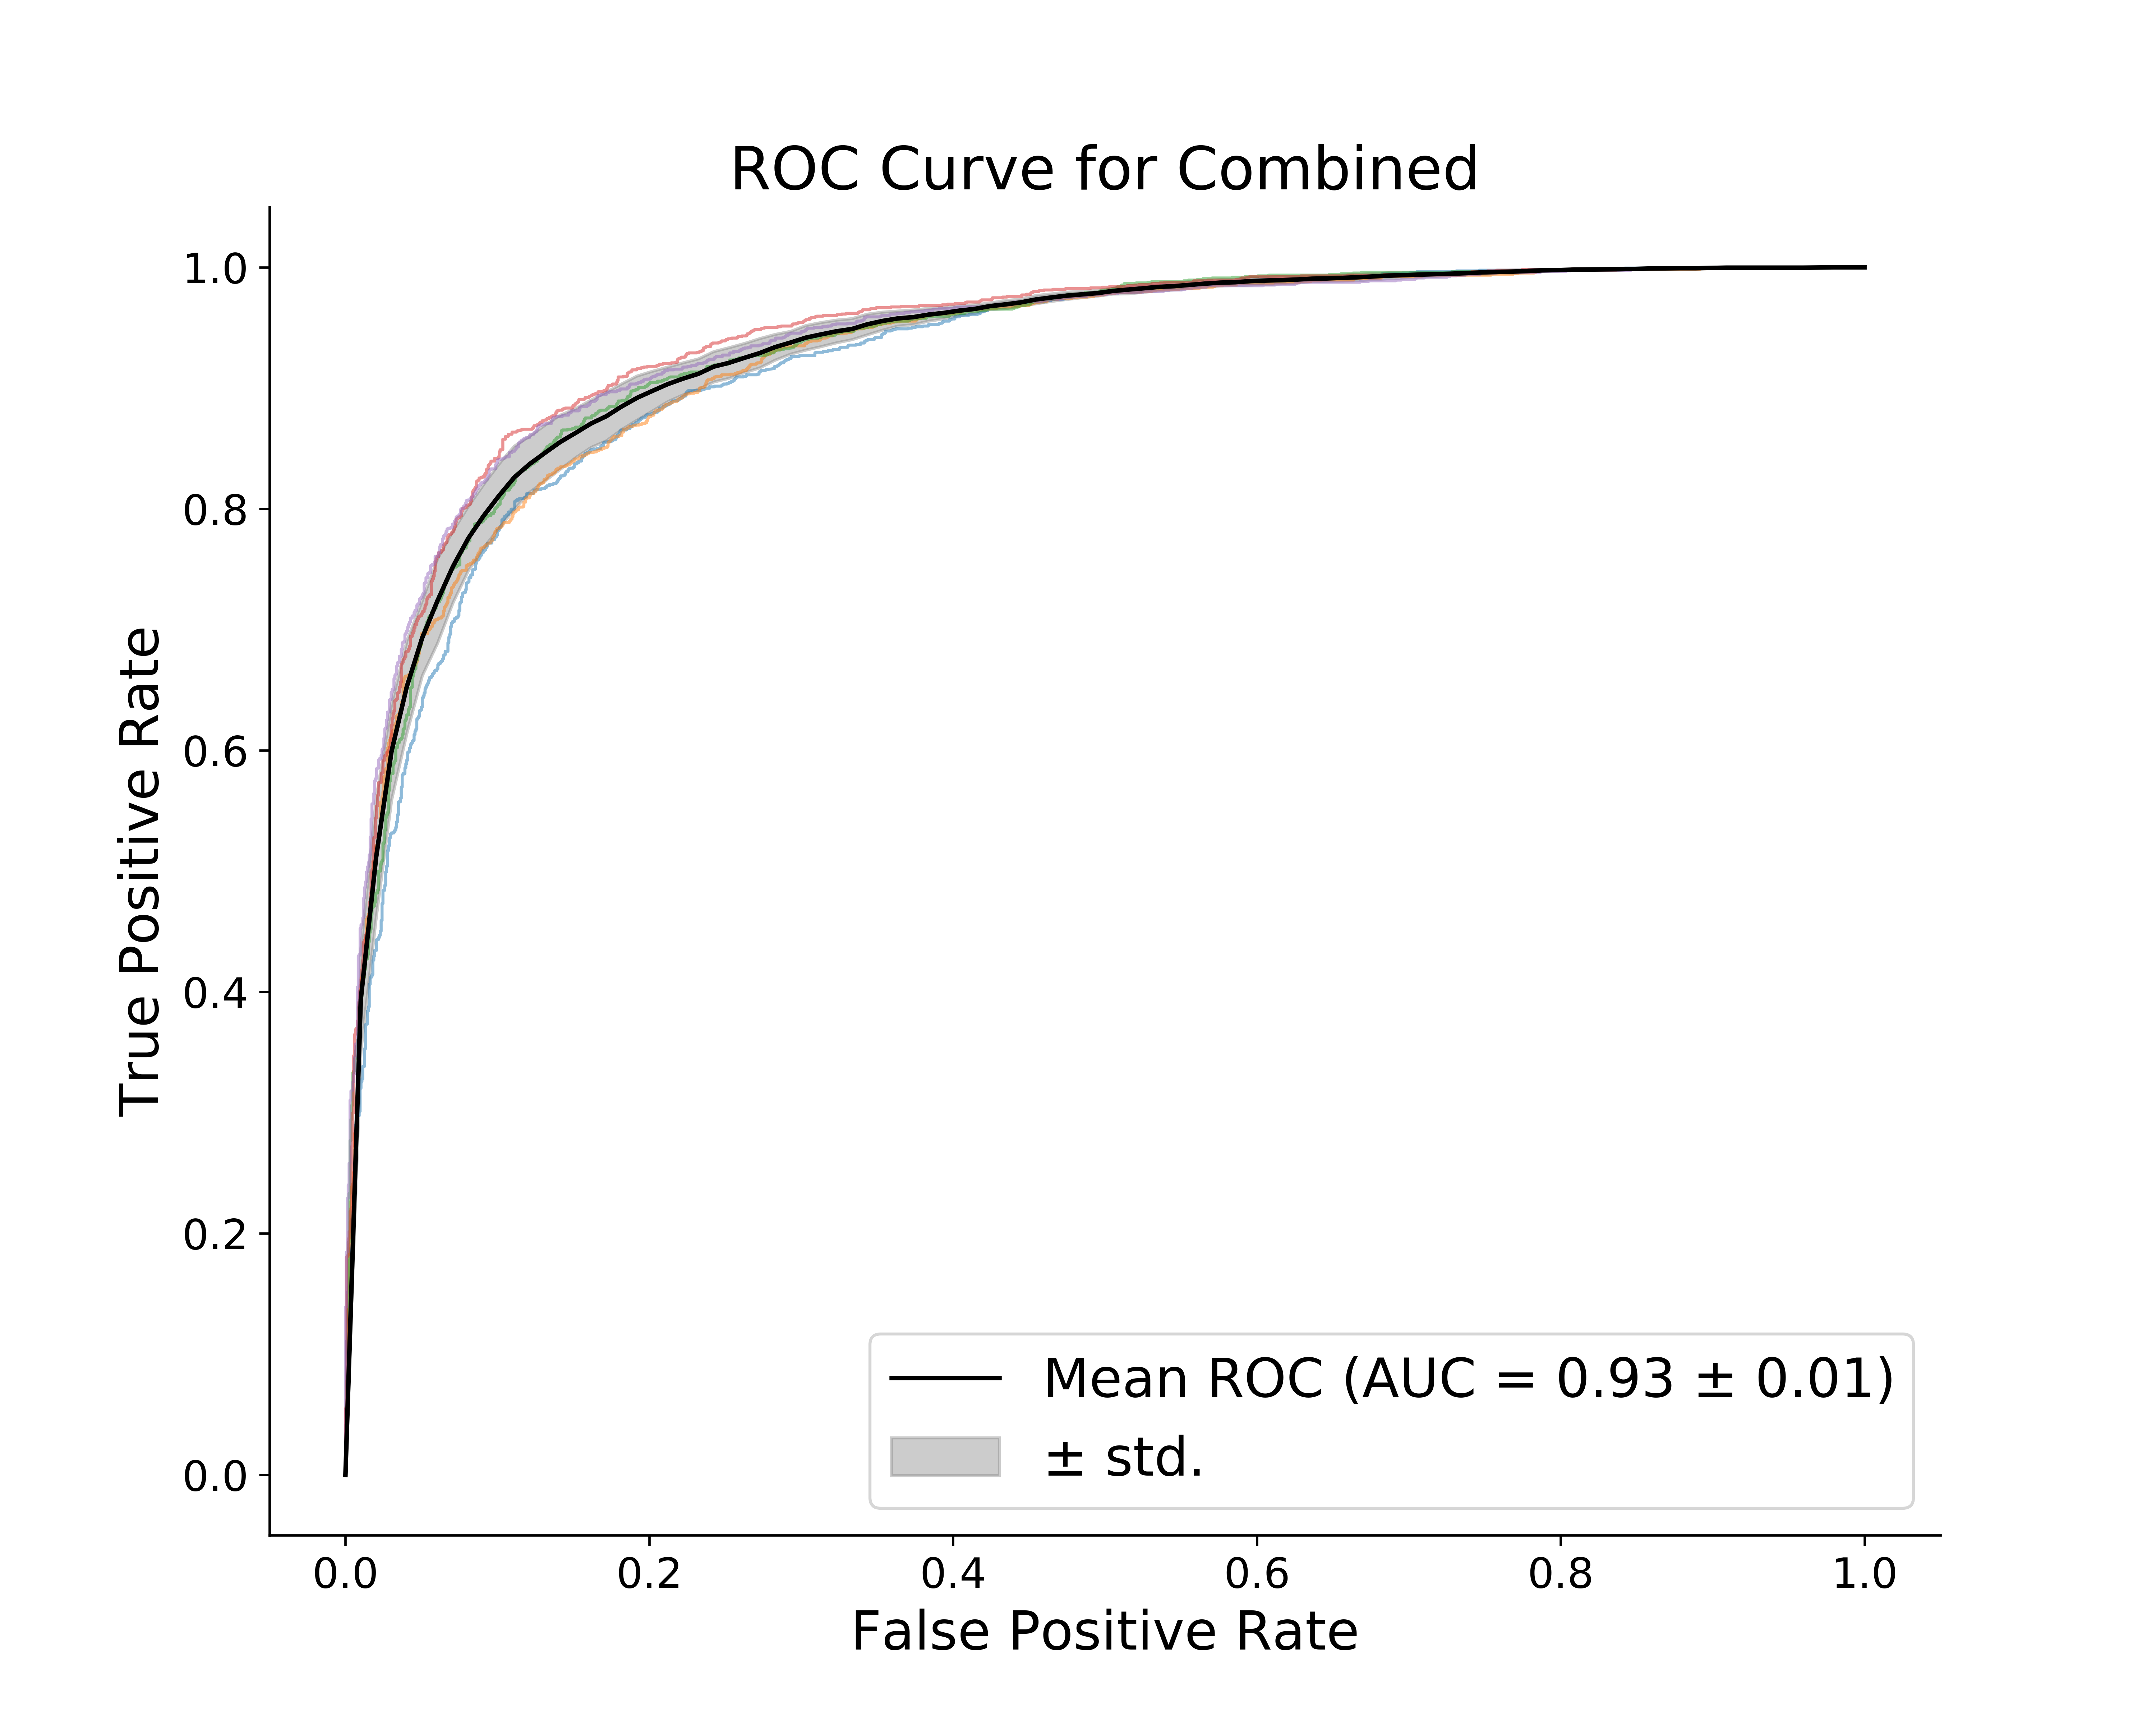 ROC Curve for Combined
True Positive Rate
1.0
0.8
0.6
0.4
0.2
0.0
Mean ROC (AUC = 0.93 ± 0.01)
± std.
0.0 0.2 0.4 0.6 0.8 1.0
False Positive Rate